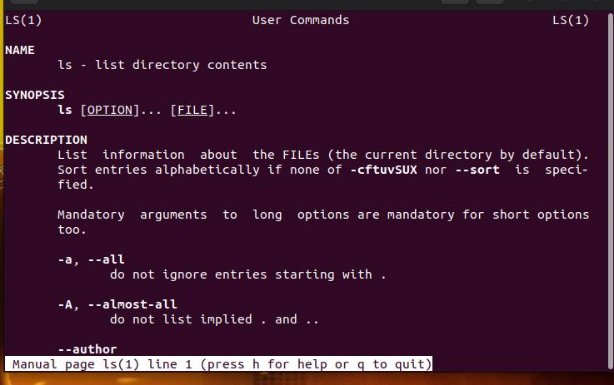 LS(1) User Commands LS(1)
NAME
ls - list directory contents
SYNOPSIS
ls [OPTION]... [FILE]...
DESCRIPTION
List information about the FILEs (the current directory by default).
Sort entries alphabetically if none of -cftuvSUX nor --sort is speci-
fied.
Mandatory arguments to long options are mandatory for short options
too.
-a, --all
do not ignore entries starting with .
-A, --almost-all
do not list implied . and ..
--author
Manual page ls(1) line 1 (press h for help or q to quit)